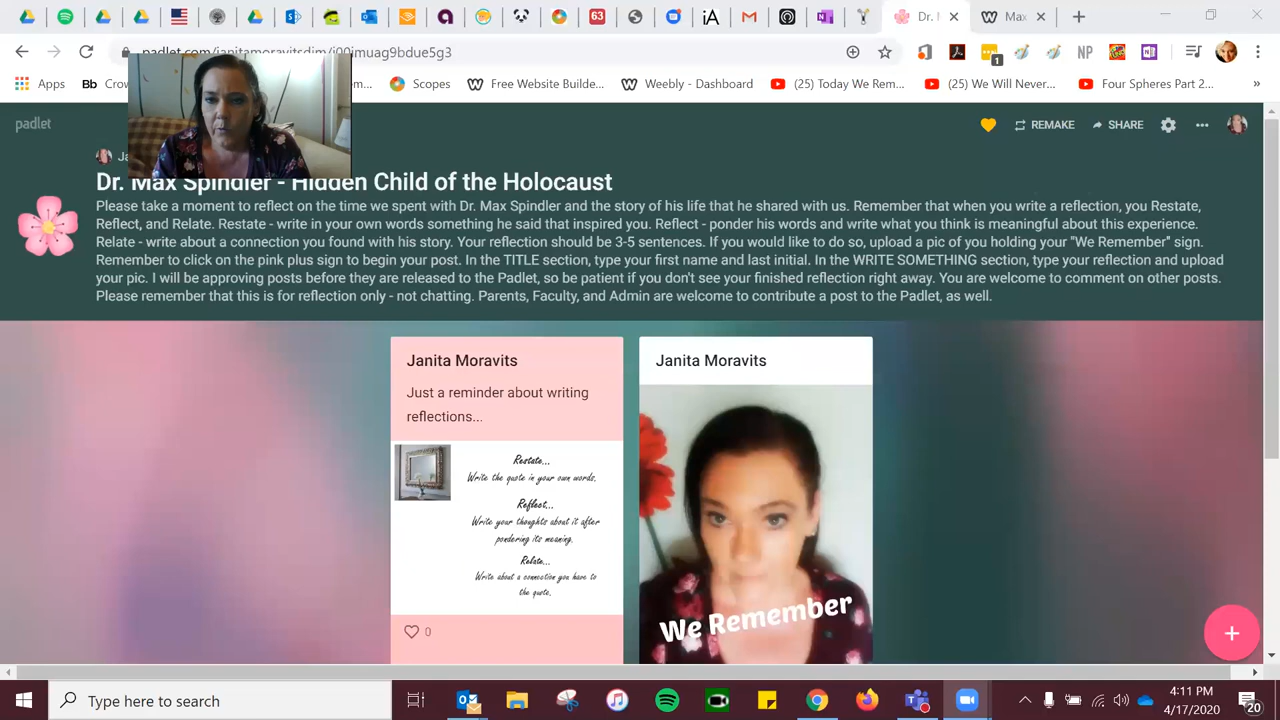 Dr. M
Max
63
iA
padlet.com/janitamoravitsdim/i00jmuag9bdue5g3
NP
1
Apps
Bb
Scopes
Free Website Builde...
Weebly - Dashboard
(25) Today We Rem...
(25) We Will Never...
Four Spheres Part 2...
»
padlet
REMAKE
SHARE
Dr. Max Spindler - Hidden Child of the Holocaust
Please take a moment to reflect on the time we spent with Dr. Max Spindler and the story of his life that he shared with us. Remember that when you write a reflection, you Restate,
Reflect, and Relate. Restate - write in your own words something he said that inspired you. Reflect - ponder his words and write what you think is meaningful about this experience.
Relate - write about a connection you found with his story. Your reflection should be 3-5 sentences. If you would like to do so, upload a pic of you holding your "We Remember" sign.
Remember to click on the pink plus sign to begin your post. In the TITLE section, type your first name and last initial. In the WRITE SOMETHING section, type your reflection and upload
your pic. I will be approving posts before they are released to the Padlet, so be patient if you don't see your finished reflection right away. You are welcome to comment on other posts.
Please remember that this is for reflection only - not chatting. Parents, Faculty, and Admin are welcome to contribute a post to the Padlet, as well.
Janita Moravits
Just a reminder about writing
reflections...
Restate...
Write the quote in your own words.
Reflect...
Write your thoughts about it after
pondering its meaning.
Relate...
Write about a connection you have to
the quote.
0
Janita Moravits
We Remember
Type here to search
4:11 PM
4/17/2020
20